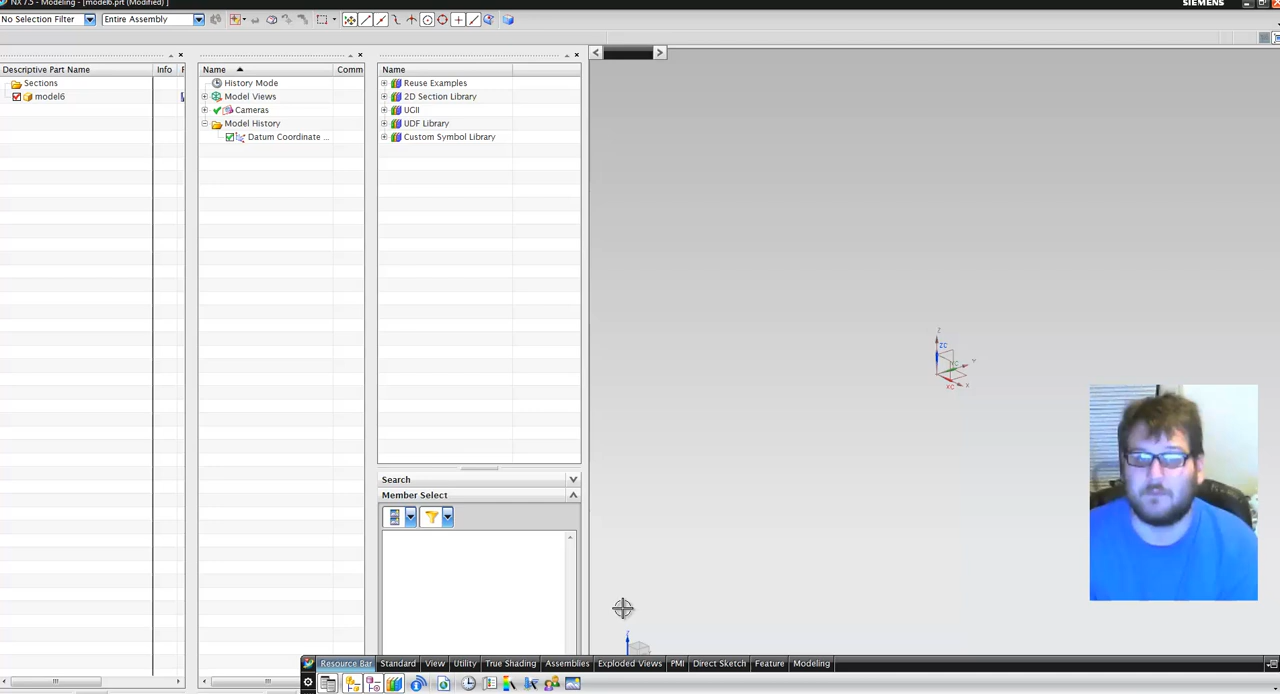 NX 7.5 - Modeling - [model6.prt (Modified) ]
SIEMENS
No Selection Filter
Entire Assembly
Descriptive Part Name
Info
Sections
model6
Name
Comm
History Mode
Model Views
Cameras
Model History
Datum Coordinate ...
Name
Reuse Examples
2D Section Library
UGII
UDF Library
Custom Symbol Library
Search
Member Select
Z
ZC
Y
YC
XC
X
Resource Bar
Standard
View
Utility
True Shading
Assemblies
Exploded Views
PMI
Direct Sketch
Feature
Modeling